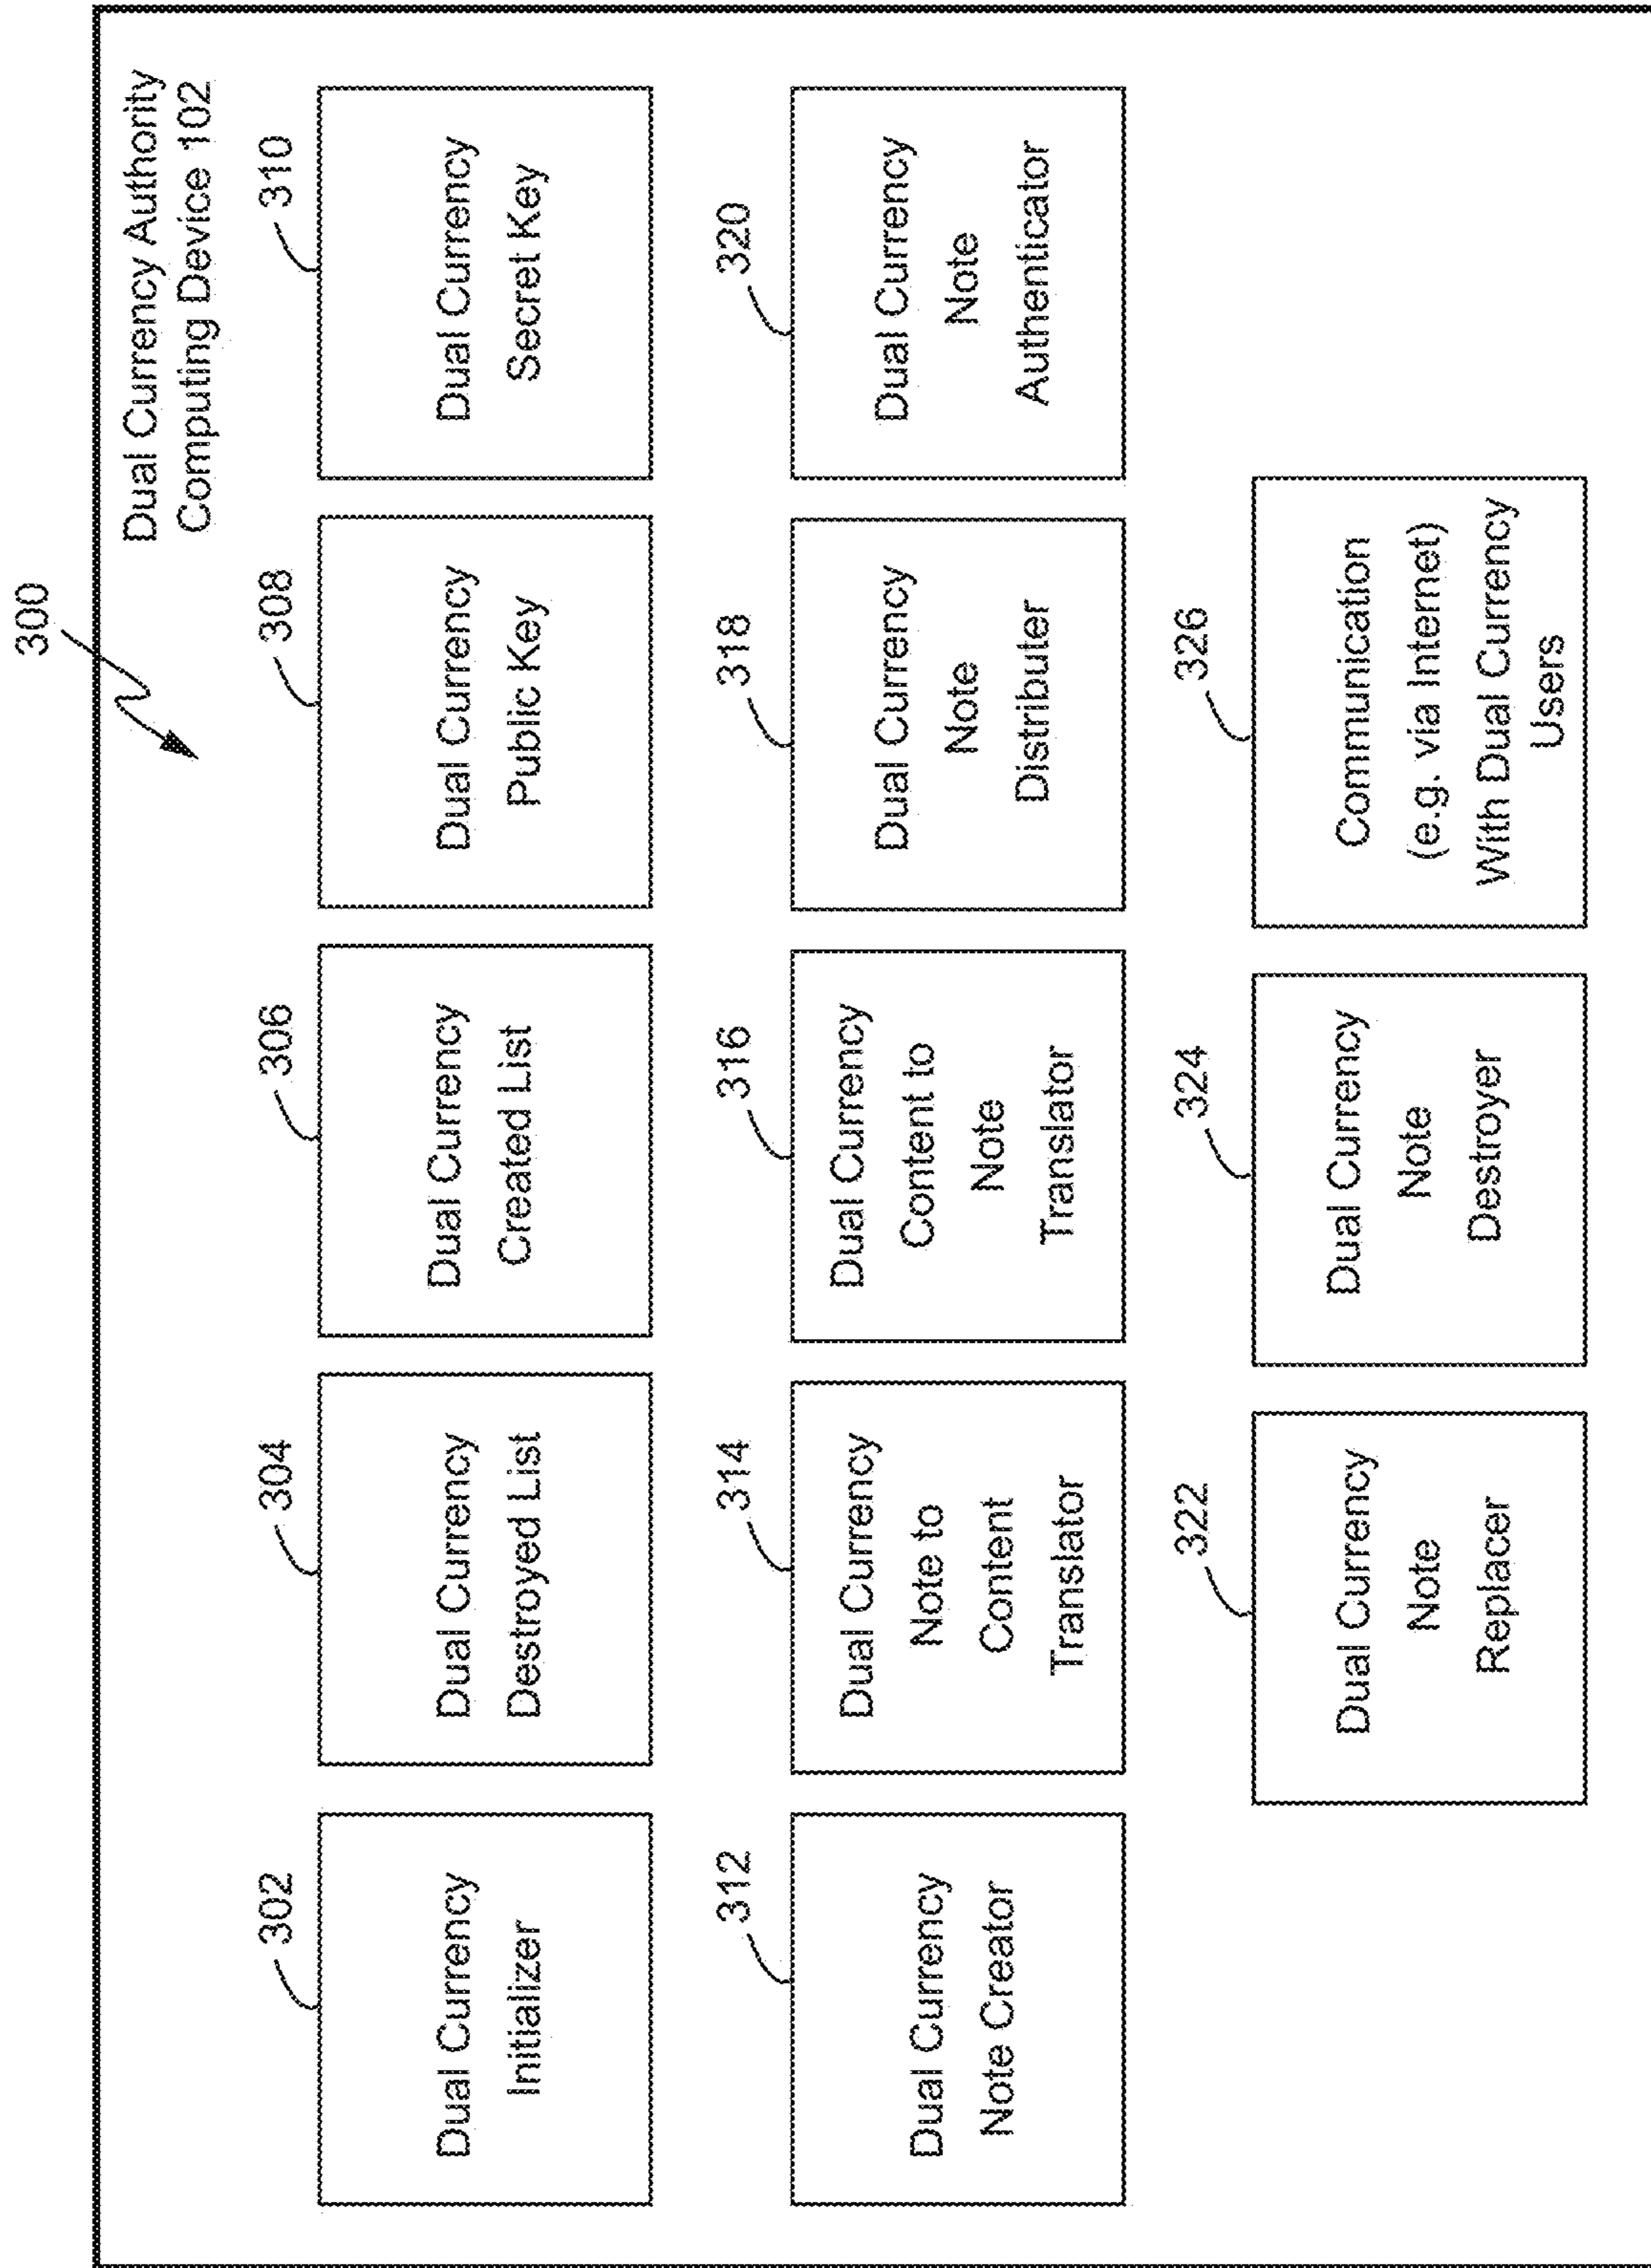 300
Dual Currency Authority
Computing Device 102
302
Dual Currency
Initializer
304
Dual Currency
Destroyed List
306
Dual Currency
Created List
308
Dual Currency
Public Key
310
Dual Currency
Secret Key
312
Dual Currency
Note Creator
314
Dual Currency
Note to
Content
Translator
316
Dual Currency
Content to
Note
Translator
318
Dual Currency
Note
Distributer
320
Dual Currency
Note
Authenticator
322
Dual Currency
Note
Replacer
324
Dual Currency
Note
Destroyer
326
Communication
(e.g. via Internet)
With Dual Currency
Users